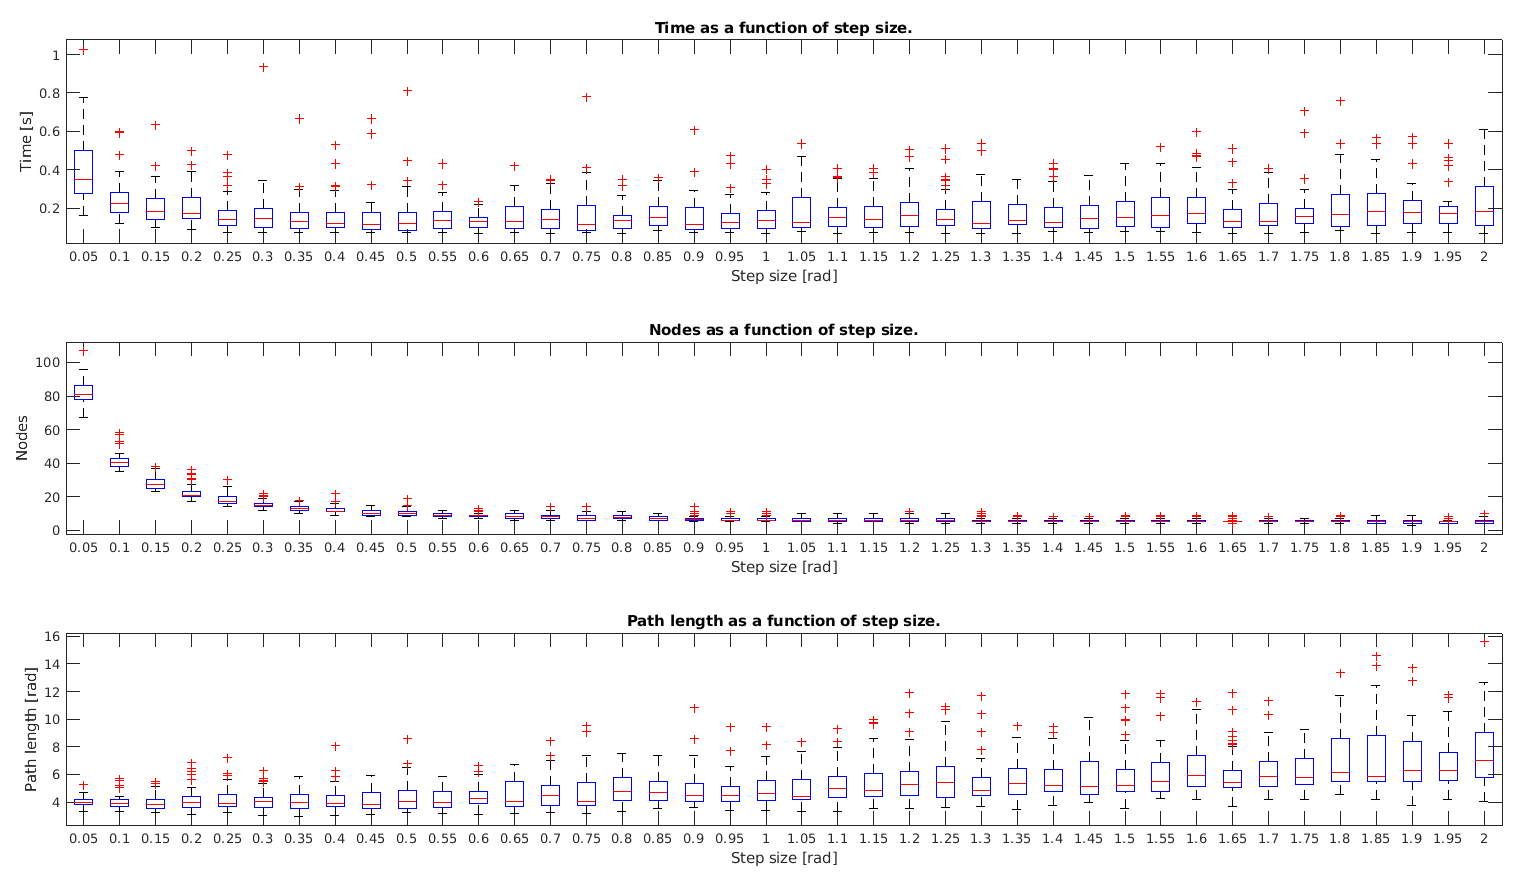 Time as a function of step size.
Time [s]
1
0.8
0.6
0.4
0.2
0.05 0.1 0.15 0.2 0.25 0.3 0.35 0.4 0.45 0.5 0.55 0.6 0.65 0.7 0.75 0.8 0.85 0.9 0.95 1 1.05 1.1 1.15 1.2 1.25 1.3 1.35 1.4 1.45 1.5 1.55 1.6 1.65 1.7 1.75 1.8 1.85 1.9 1.95 2
Step size [rad]
Nodes as a function of step size.
Nodes
100
80
60
40
20
0
0.05 0.1 0.15 0.2 0.25 0.3 0.35 0.4 0.45 0.5 0.55 0.6 0.65 0.7 0.75 0.8 0.85 0.9 0.95 1 1.05 1.1 1.15 1.2 1.25 1.3 1.35 1.4 1.45 1.5 1.55 1.6 1.65 1.7 1.75 1.8 1.85 1.9 1.95 2
Step size [rad]
Path length as a function of step size.
Path length [rad]
16
14
12
10
8
6
4
0.05 0.1 0.15 0.2 0.25 0.3 0.35 0.4 0.45 0.5 0.55 0.6 0.65 0.7 0.75 0.8 0.85 0.9 0.95 1 1.05 1.1 1.15 1.2 1.25 1.3 1.35 1.4 1.45 1.5 1.55 1.6 1.65 1.7 1.75 1.8 1.85 1.9 1.95 2
Step size [rad]